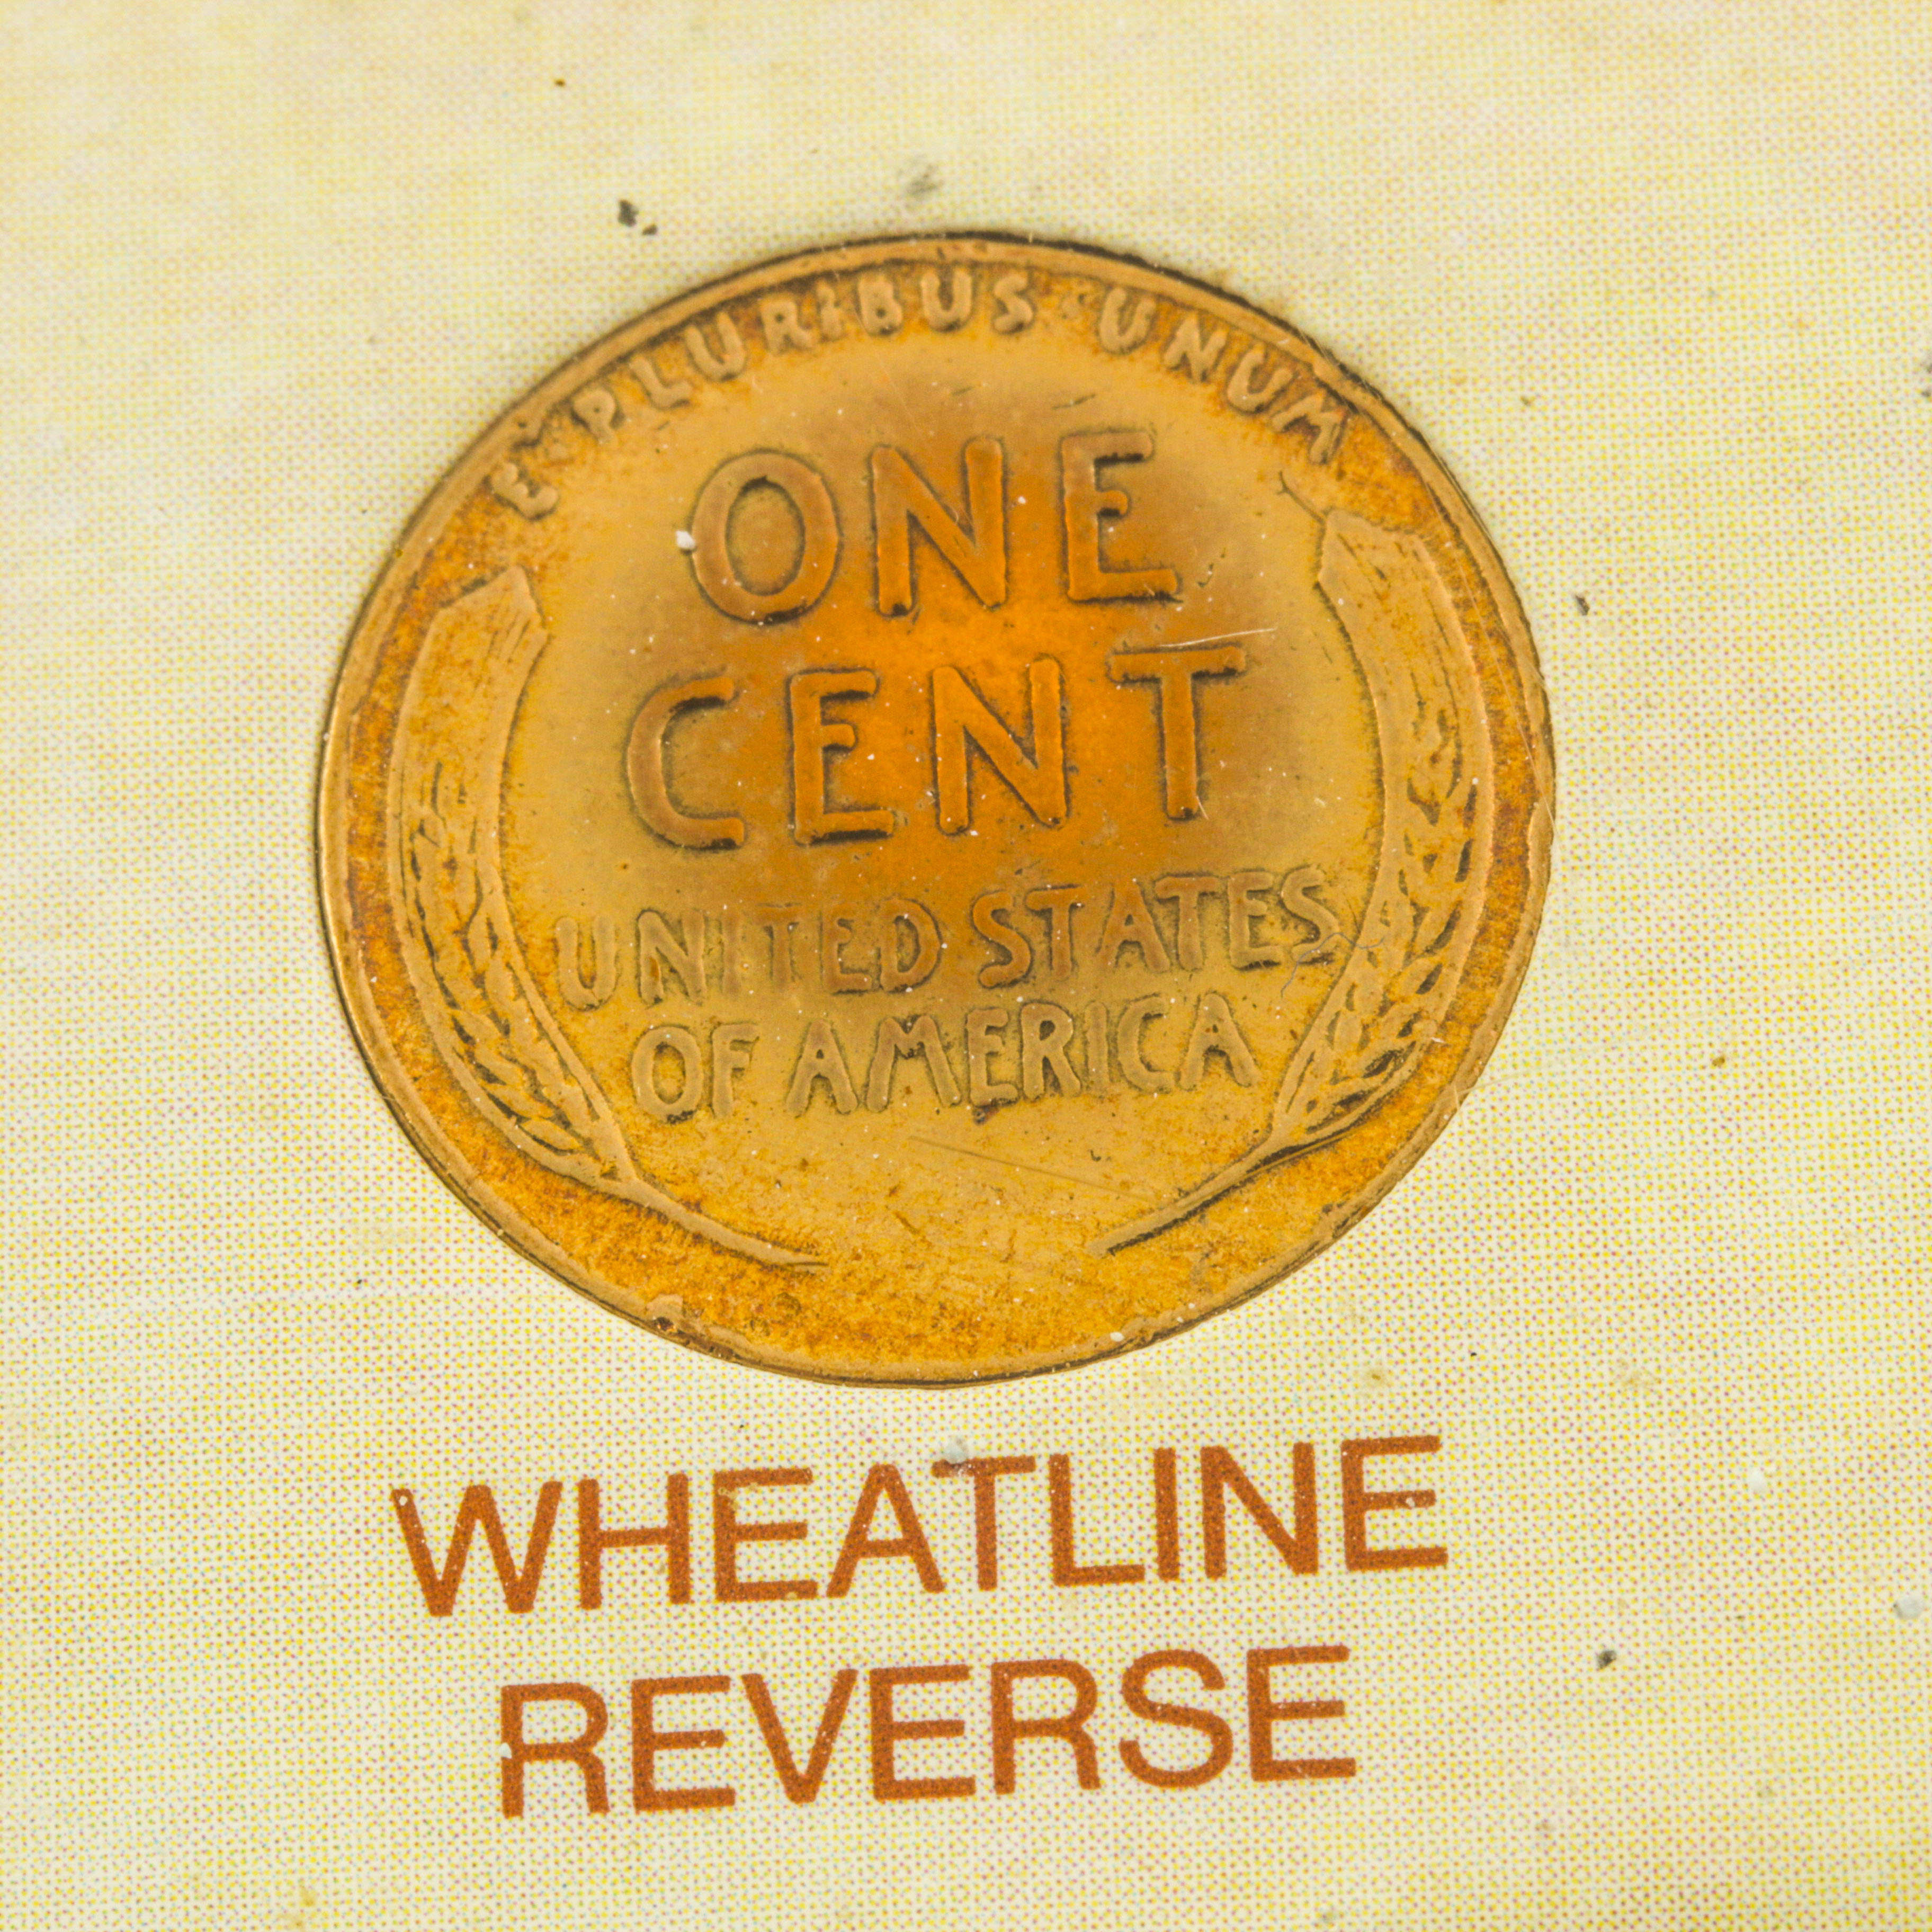 E·PLURIBUS·UNUM
ONE
CENT
UNITED STATES
OF AMERICA
WHEATLINE
REVERSE